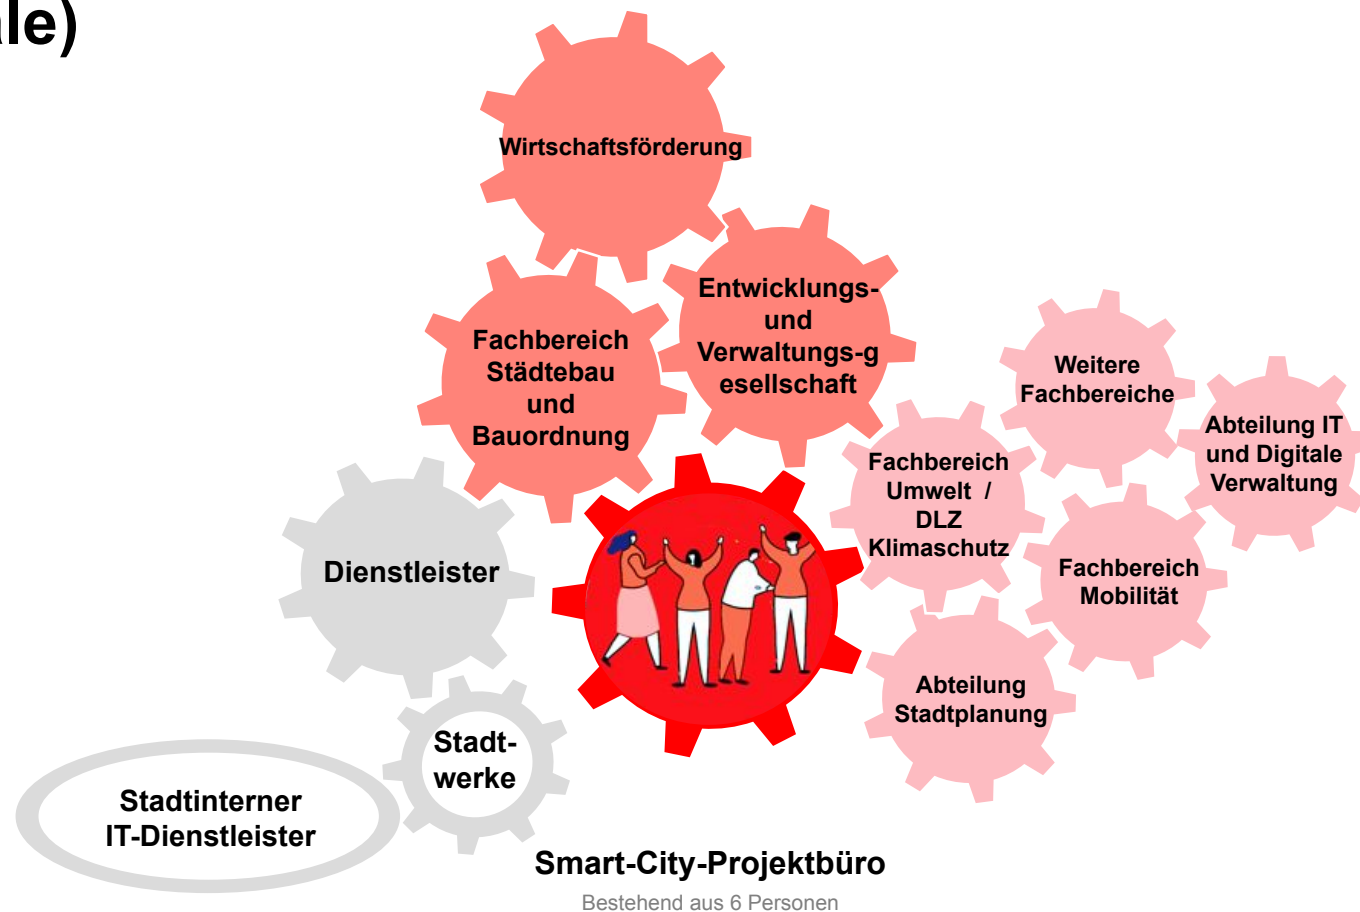 ale)
Wirtschaftsförderung
Entwicklungs-
und
Verwaltungs-g
esellschaft
Fachbereich
Städtebau
und
Bauordnung
Weitere
Fachbereiche
Abteilung IT
und Digitale
Verwaltung
Fachbereich
Umwelt /
DLZ
Klimaschutz
Fachbereich
Mobilität
Dienstleister
Abteilung
Stadtplanung
Stadt-
werke
Stadtinterner
IT-Dienstleister
Smart-City-Projektbüro
Bestehend aus 6 Personen